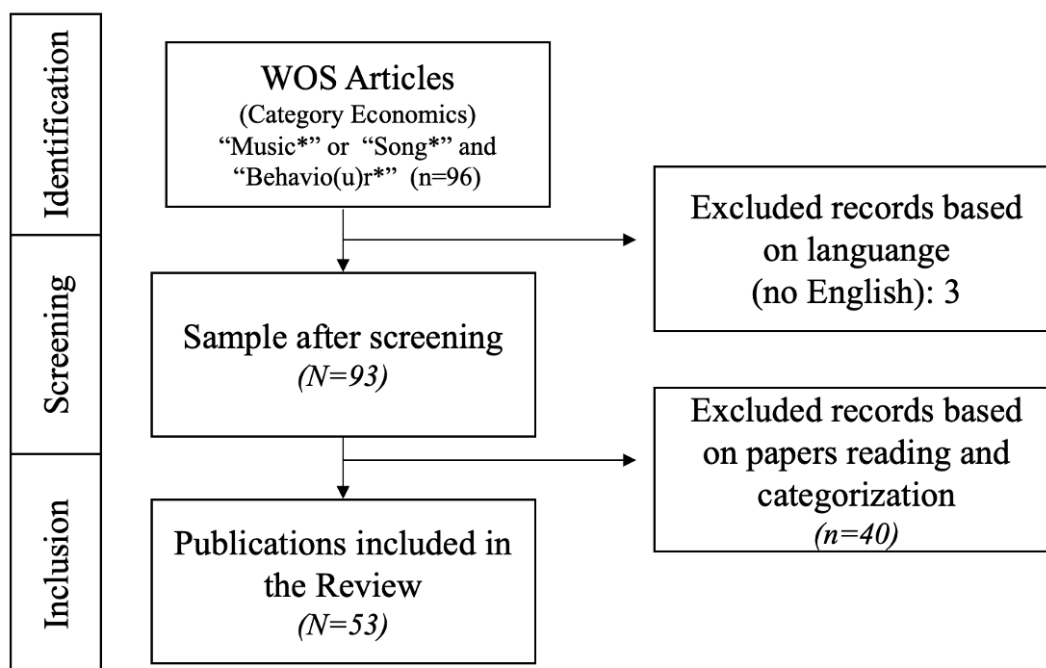 Identification
WOS Articles
(Category Economics)
“Music*” or “Song*” and
“Behavio(u)r*” (n=96)
Excluded records based
on languange
(no English): 3
Screening
Sample after screening
(N=93)
Excluded records based
on papers reading and
categorization
(n=40)
Inclusion
Publications included in
the Review
(N=53)